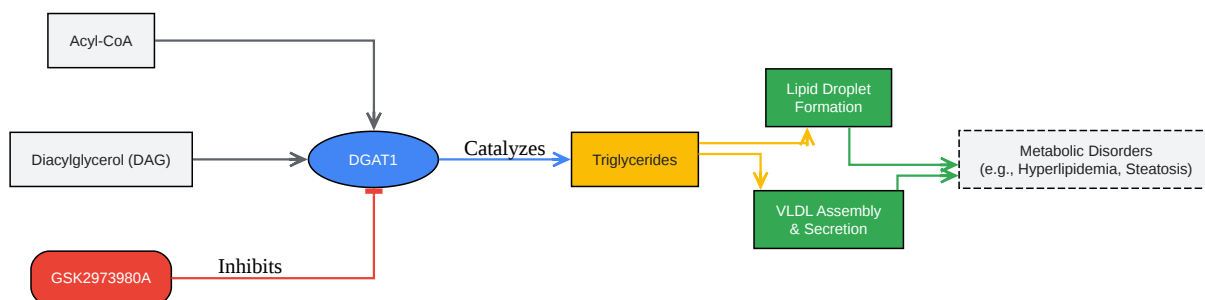 Acyl-CoA
Diacylglycerol (DAG)
GSK2973980A
Inhibits
DGAT1
Catalyzes
Triglycerides
Lipid Droplet
Formation
VLDL Assembly
& Secretion
Metabolic Disorders
(e.g., Hyperlipidemia, Steatosis)